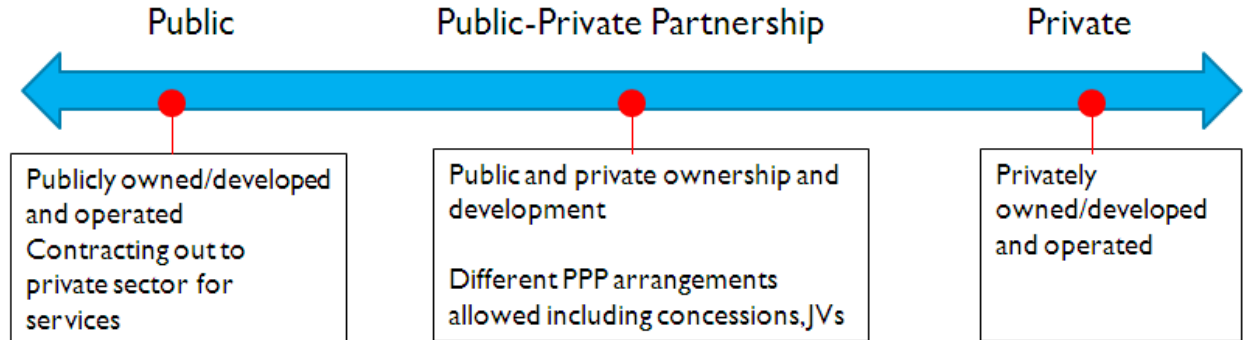 Public
Public-Private Partnership
Private
Publicly owned/developed
and operated
Contracting out to
private sector for
services
Public and private ownership and
development
Different PPP arrangements
allowed including concessions, JVs
Privately
owned/developed
and operated